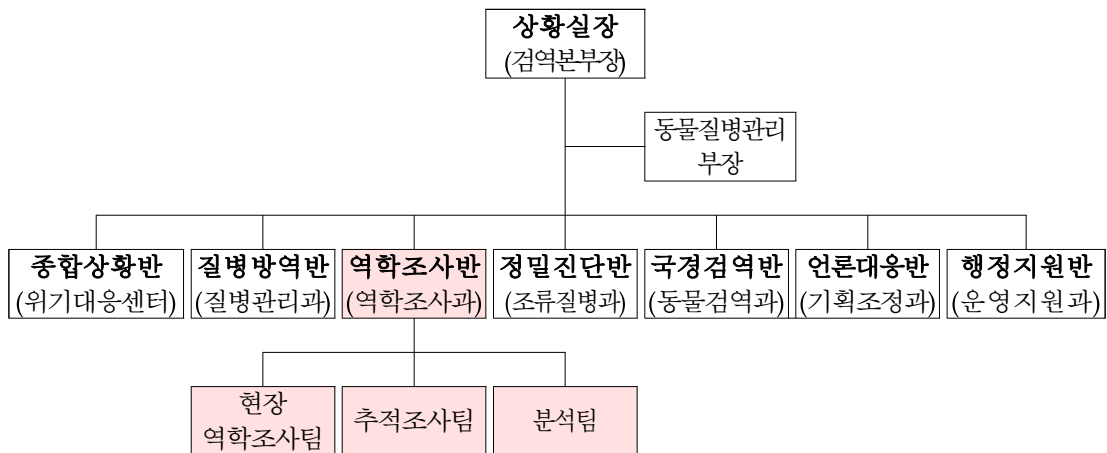 상황실장
(검역본부장)
동물질병관리
부장
종합상황반
(위기대응센터)
질병방역반
(질병관리과)
역학조사반
(역학조사과)
정밀진단반
(조류질병과)
국경검역반
(동물검역과)
언론대응반
(기획조정과)
행정지원반
(운영지원과)
현장
역학조사팀
추적조사팀
분석팀